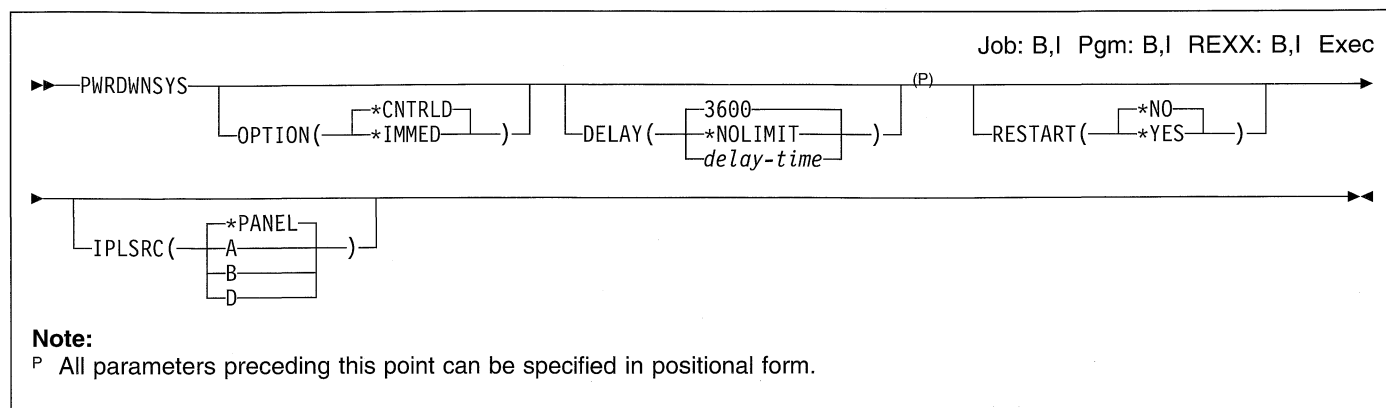 Job: B,I Pgm: B,I REXX: B,I Exec
*CNTRLD 3600 (P) *NO
PWRDWNSYS OPTION( *IMMED ) DELAY( *NOLIMIT ) RESTART( *YES )
delay-time
*PANEL
IPLSRC( A )
B
D
Note:
P All parameters preceding this point can be specified in positional form.